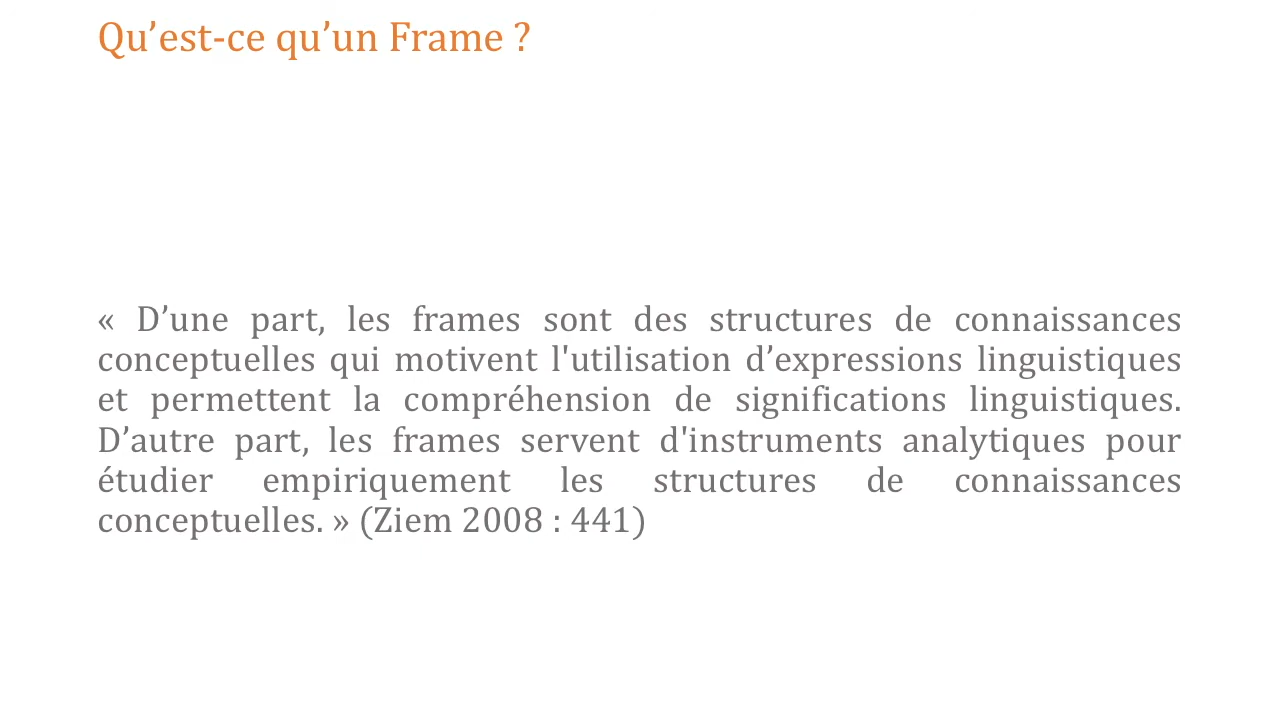 Qu’est-ce qu’un Frame ?
« D’une part, les frames sont des structures de connaissances
conceptuelles qui motivent l'utilisation d’expressions linguistiques
et permettent la compréhension de significations linguistiques.
D’autre part, les frames servent d'instruments analytiques pour
étudier empiriquement les structures de connaissances
conceptuelles. » (Ziem 2008 : 441)